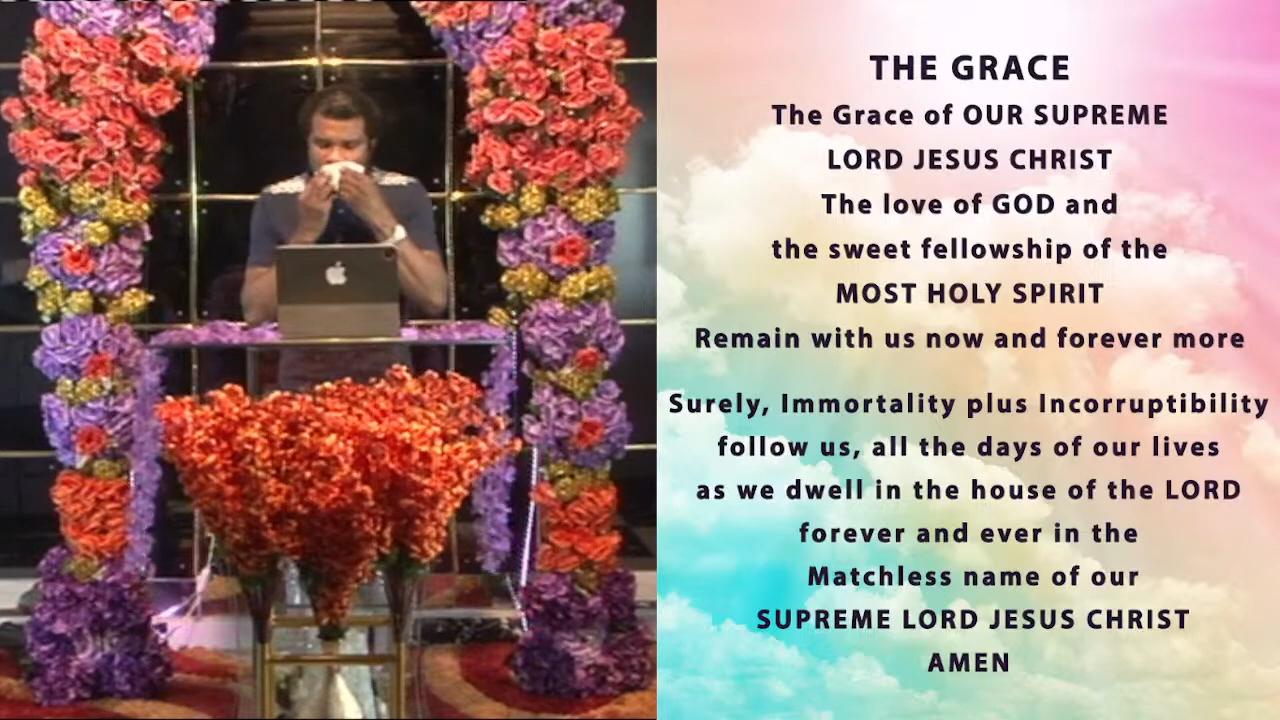 THE GRACE
The Grace of OUR SUPREME
LORD JESUS CHRIST
The love of GOD and
the sweet fellowship of the
MOST HOLY SPIRIT
Remain with us now and forever more
Surely, Immortality plus Incorruptibility
follow us, all the days of our lives
as we dwell in the house of the LORD
forever and ever in the
Matchless name of our
SUPREME LORD JESUS CHRIST
AMEN